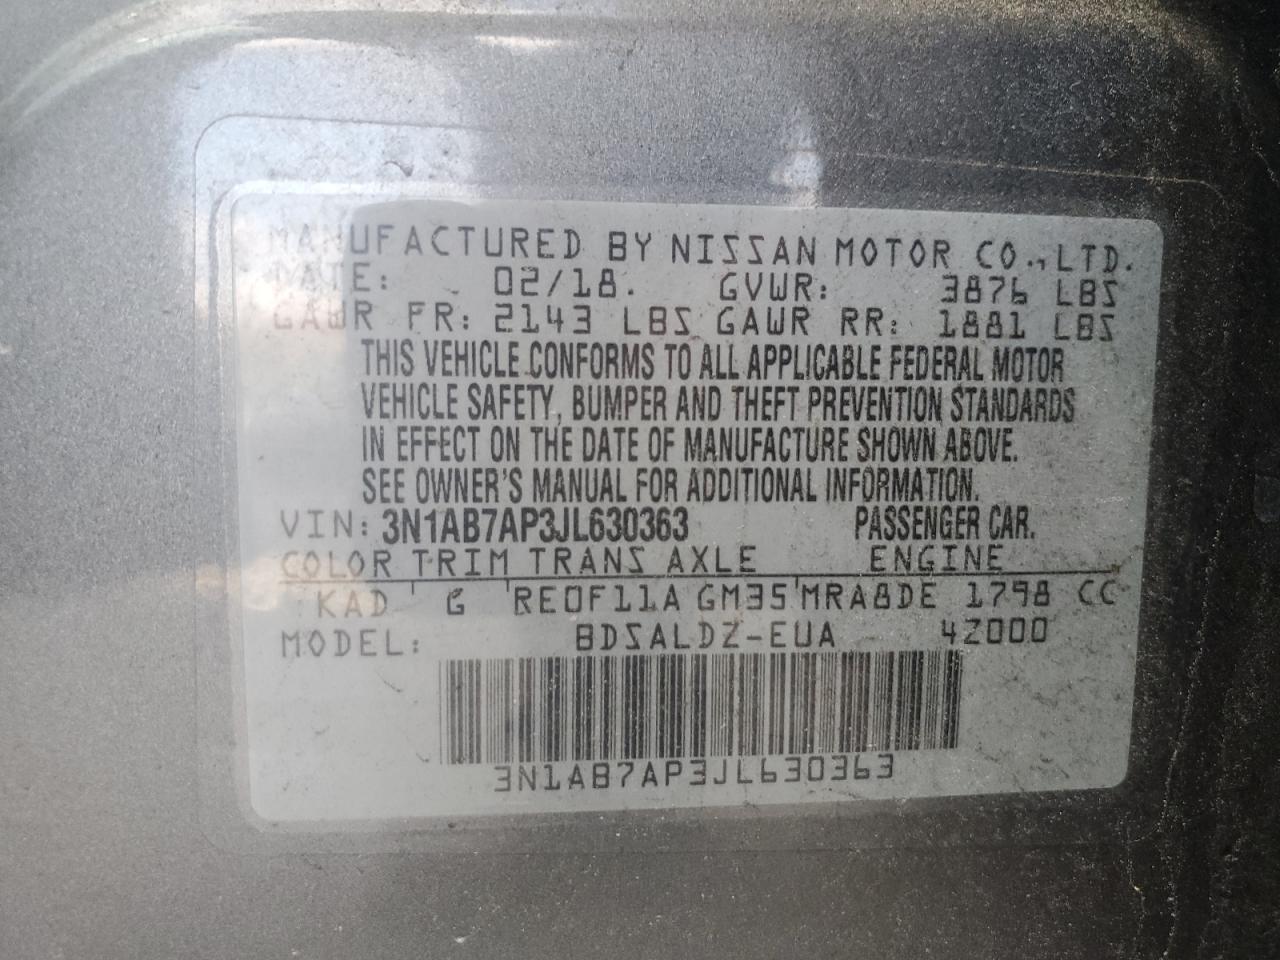 MANUFACTURED BY NISSAN MOTOR CO., LTD.
DATE: 02/18. GVWR: 3876 LBS
GAWR FR: 2143 LBS GAWR RR: 1881 LBS
THIS VEHICLE CONFORMS TO ALL APPLICABLE FEDERAL MOTOR
VEHICLE SAFETY, BUMPER AND THEFT PREVENTION STANDARDS
IN EFFECT ON THE DATE OF MANUFACTURE SHOWN ABOVE.
SEE OWNER'S MANUAL FOR ADDITIONAL INFORMATION.
VIN: 3N1AB7AP3JL630363 PASSENGER CAR.
COLOR TRIM TRANS AXLE ENGINE
KAD G RE0F11A GM35 MRA8DE 1798 CC
MODEL: BDSALDZ-EUA 4Z000
3N1AB7AP3JL630363